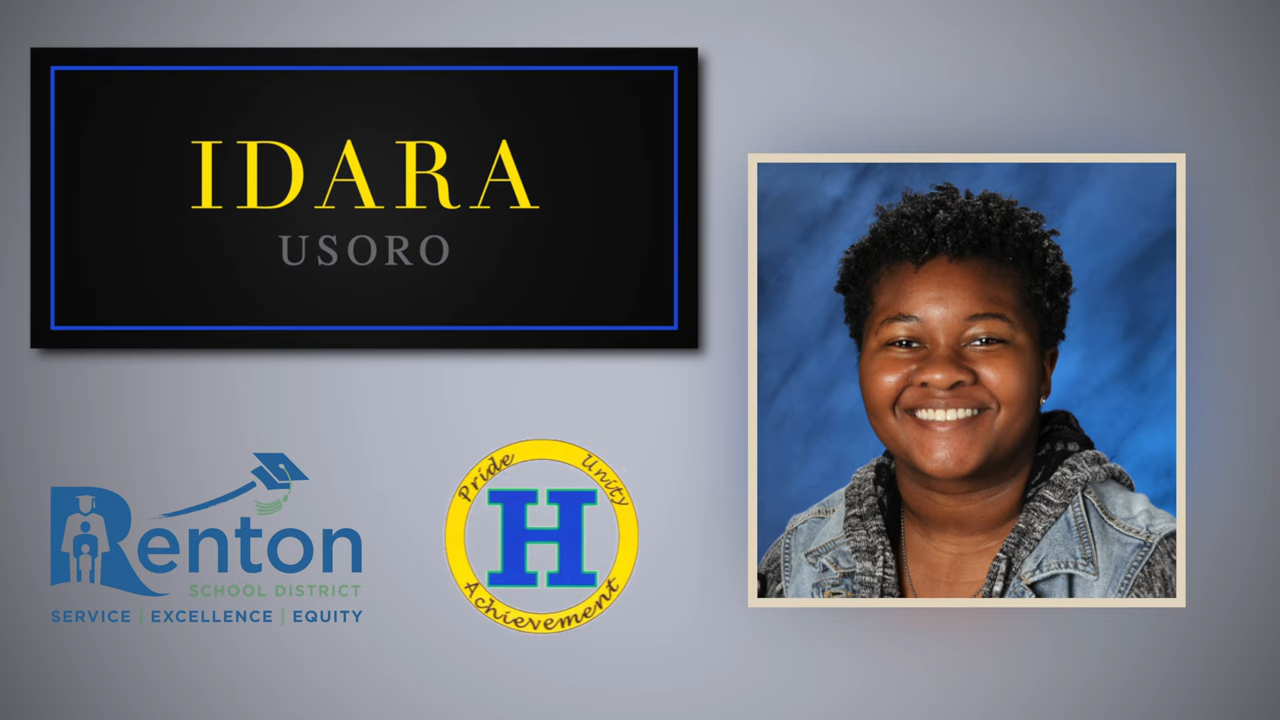 IDARA
USORO
Renton
SCHOOL DISTRICT
SERVICE | EXCELLENCE | EQUITY
Pride
Unity
H
Achievement